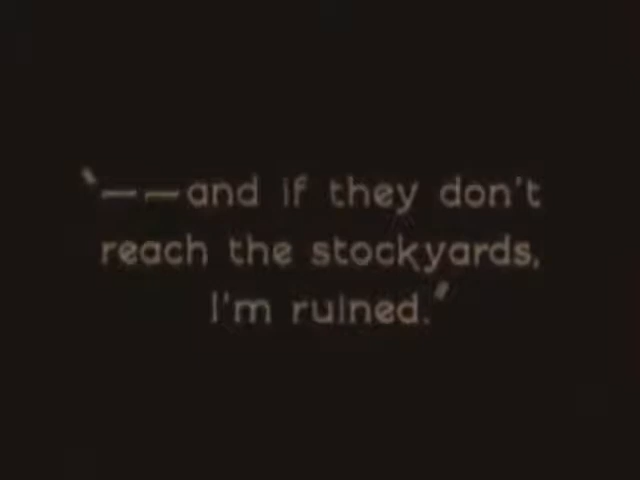 "——and if they don't
reach the stockyards,
I'm ruined."